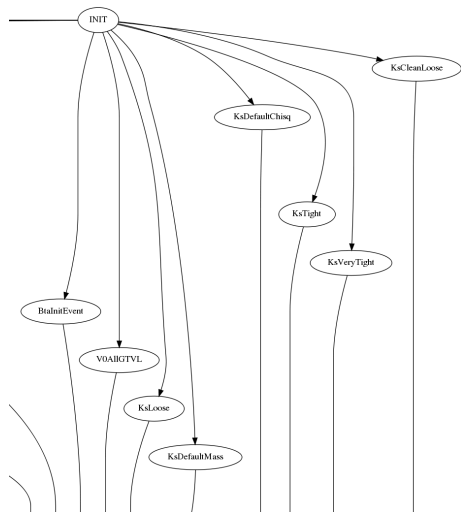 INIT
KsCleanLoose
KsDefaultChisq
KsTight
KsVeryTight
BtaInitEvent
V0AllGTVL
KsLoose
KsDefaultMass